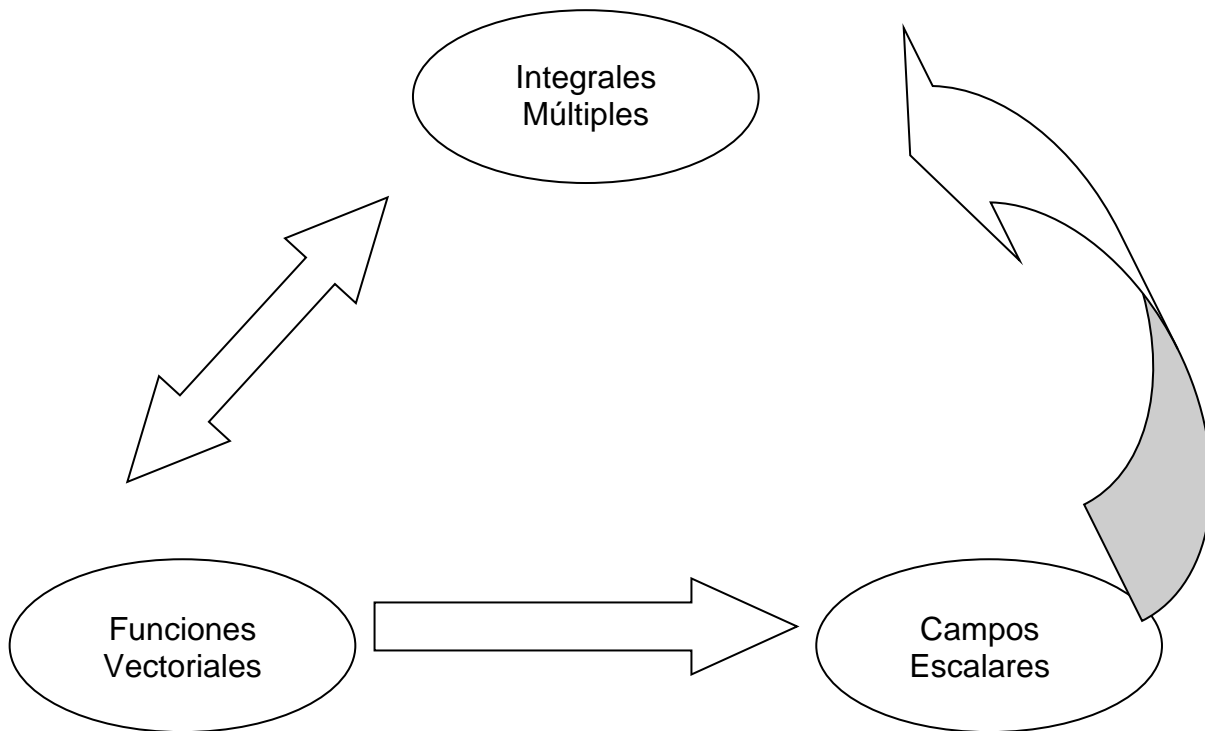 Integrales
Múltiples
Funciones
Vectoriales
Campos
Escalares